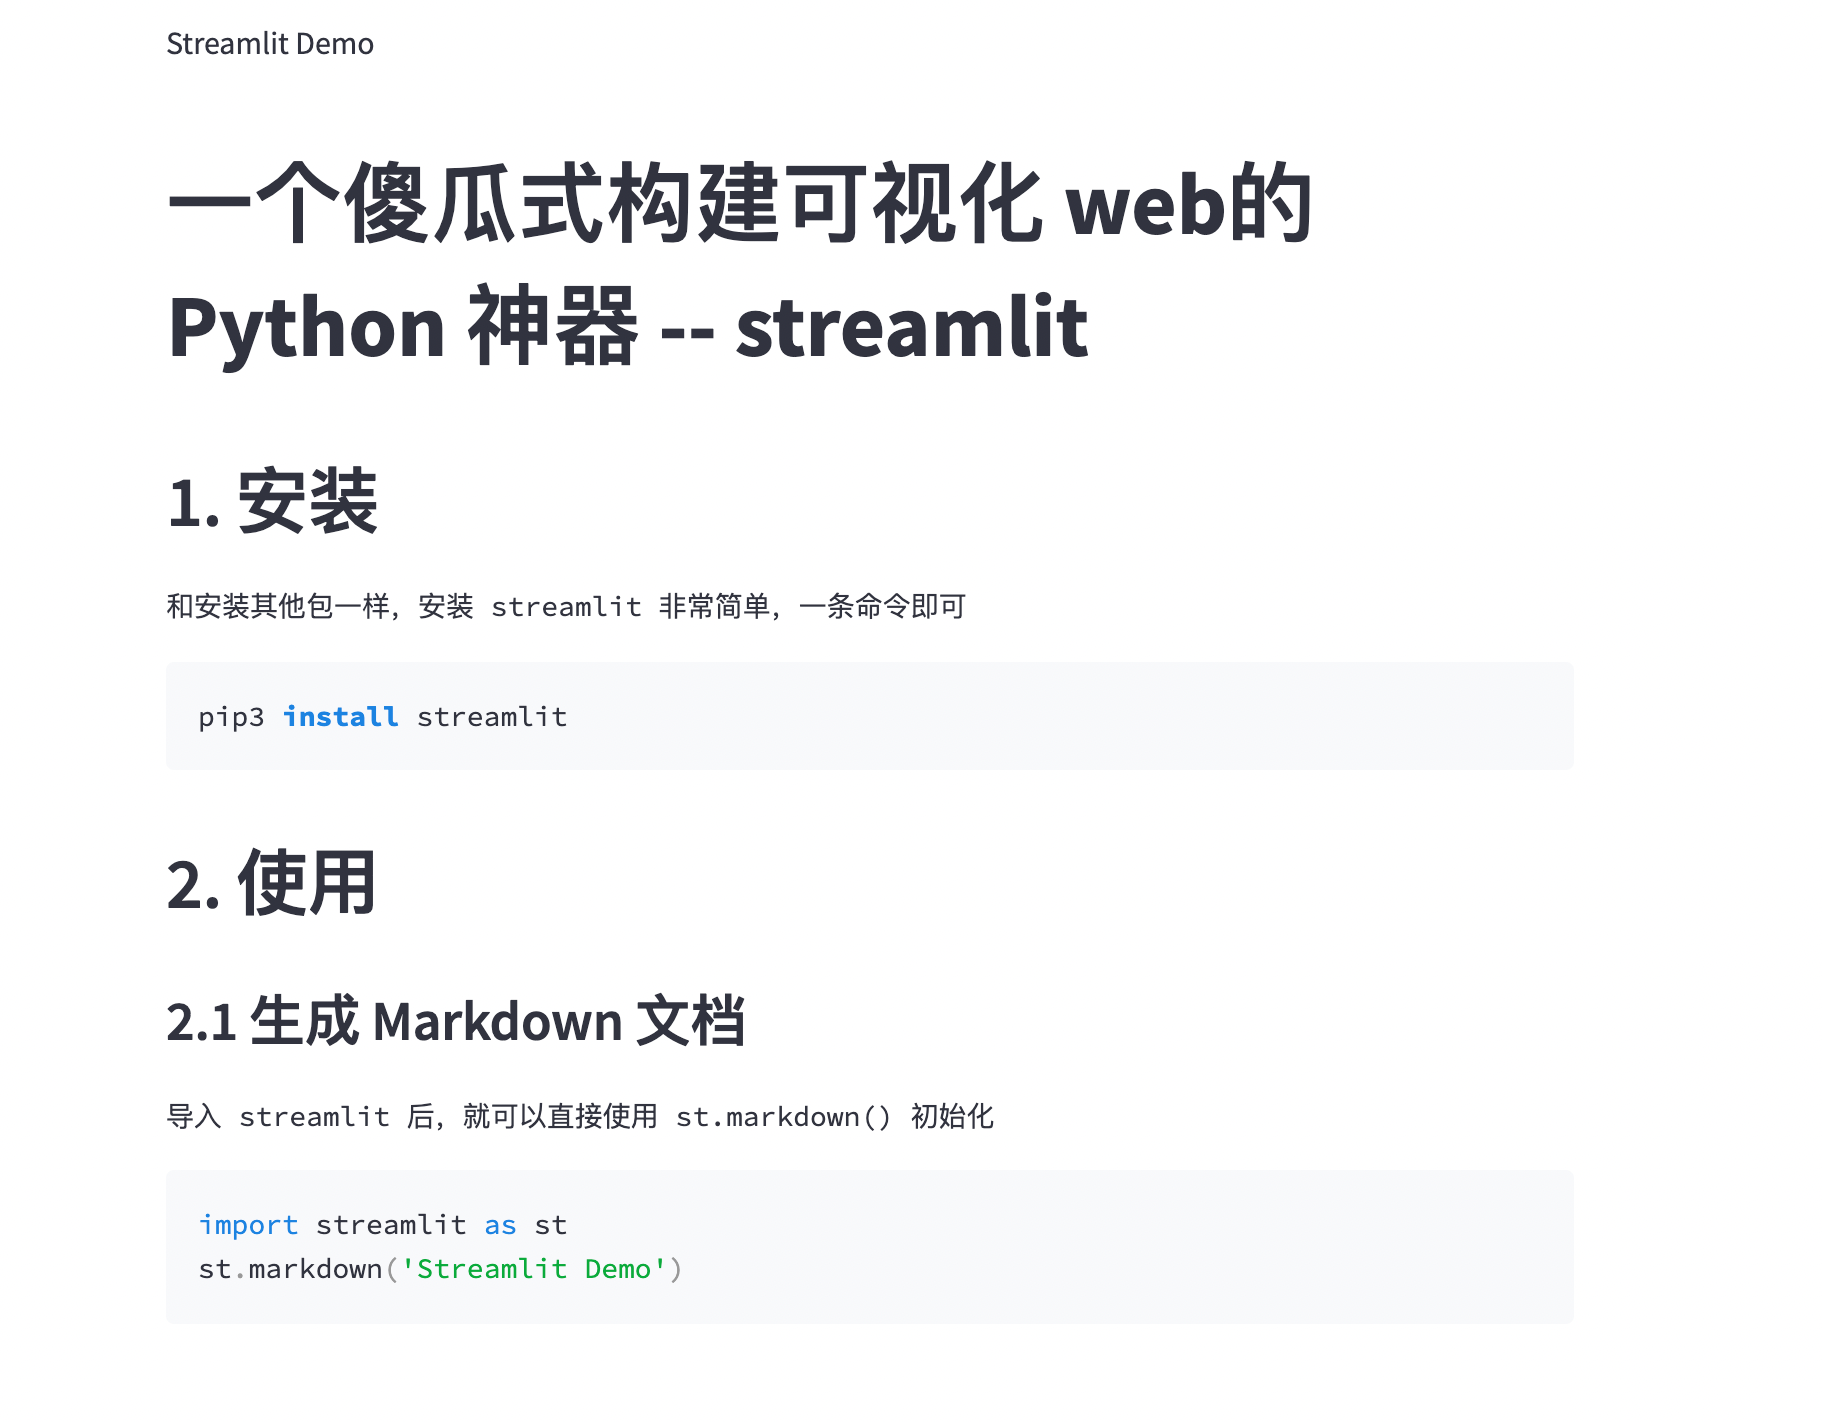 Streamlit Demo
一个傻瓜式构建可视化 web的
Python 神器 -- streamlit
1. 安装
和安装其他包一样，安装 streamlit 非常简单，一条命令即可
pip3 install streamlit
2. 使用
2.1 生成 Markdown 文档
导入 streamlit 后，就可以直接使用 st.markdown() 初始化
import streamlit as st
st.markdown('Streamlit Demo')